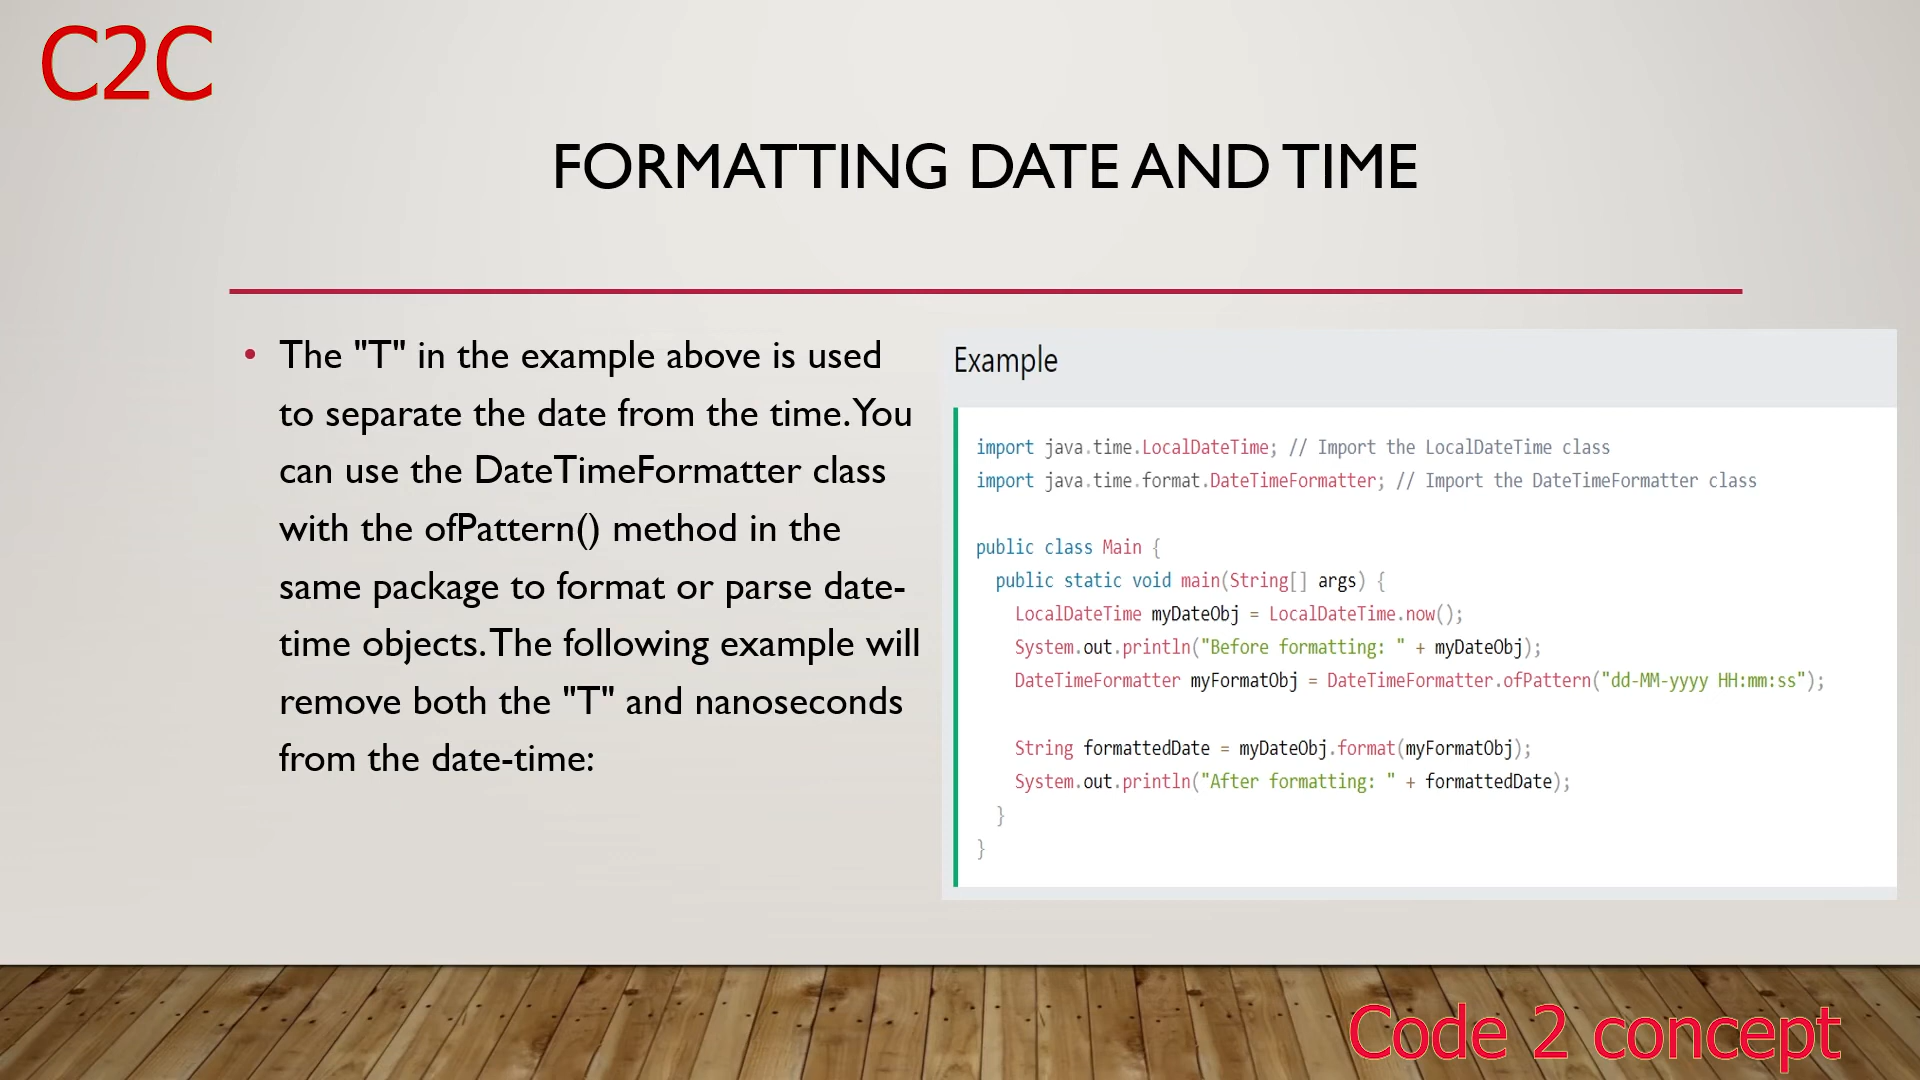 C2C
FORMATTING DATE AND TIME
• The "T" in the example above is used
to separate the date from the time. You
can use the DateTimeFormatter class
with the ofPattern() method in the
same package to format or parse date-
time objects. The following example will
remove both the "T" and nanoseconds
from the date-time:
Example
import java.time.LocalDateTime; // Import the LocalDateTime class
import java.time.format.DateTimeFormatter; // Import the DateTimeFormatter class
public class Main {
public static void main(String[] args) {
LocalDateTime myDateObj = LocalDateTime.now();
System.out.println("Before formatting: " + myDateObj);
DateTimeFormatter myFormatObj = DateTimeFormatter.ofPattern("dd-MM-yyyy HH:mm:ss");
String formattedDate = myDateObj.format(myFormatObj);
System.out.println("After formatting: " + formattedDate);
}
}
Code 2 concept